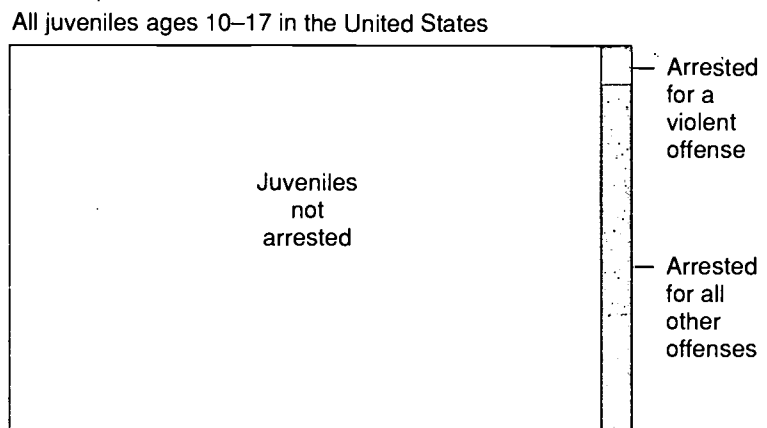 All juveniles ages 10–17 in the United States
Arrested
for a
violent
offense
Juveniles
not
arrested
Arrested
for all
other
offenses